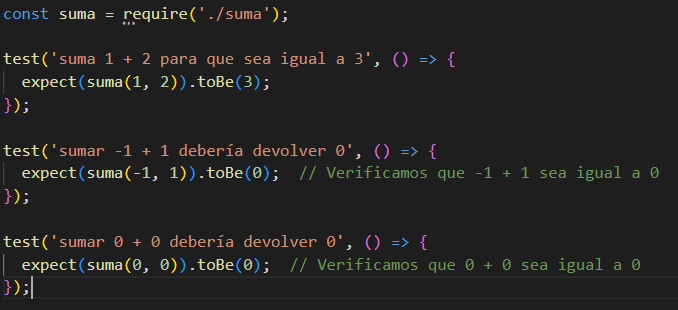 const suma = require('./suma');
test('suma 1 + 2 para que sea igual a 3', () => {
  expect(suma(1, 2)).toBe(3);
});
test('sumar -1 + 1 debería devolver 0', () => {
  expect(suma(-1, 1)).toBe(0);  // Verificamos que -1 + 1 sea igual a 0
});
test('sumar 0 + 0 debería devolver 0', () => {
  expect(suma(0, 0)).toBe(0);  // Verificamos que 0 + 0 sea igual a 0
});